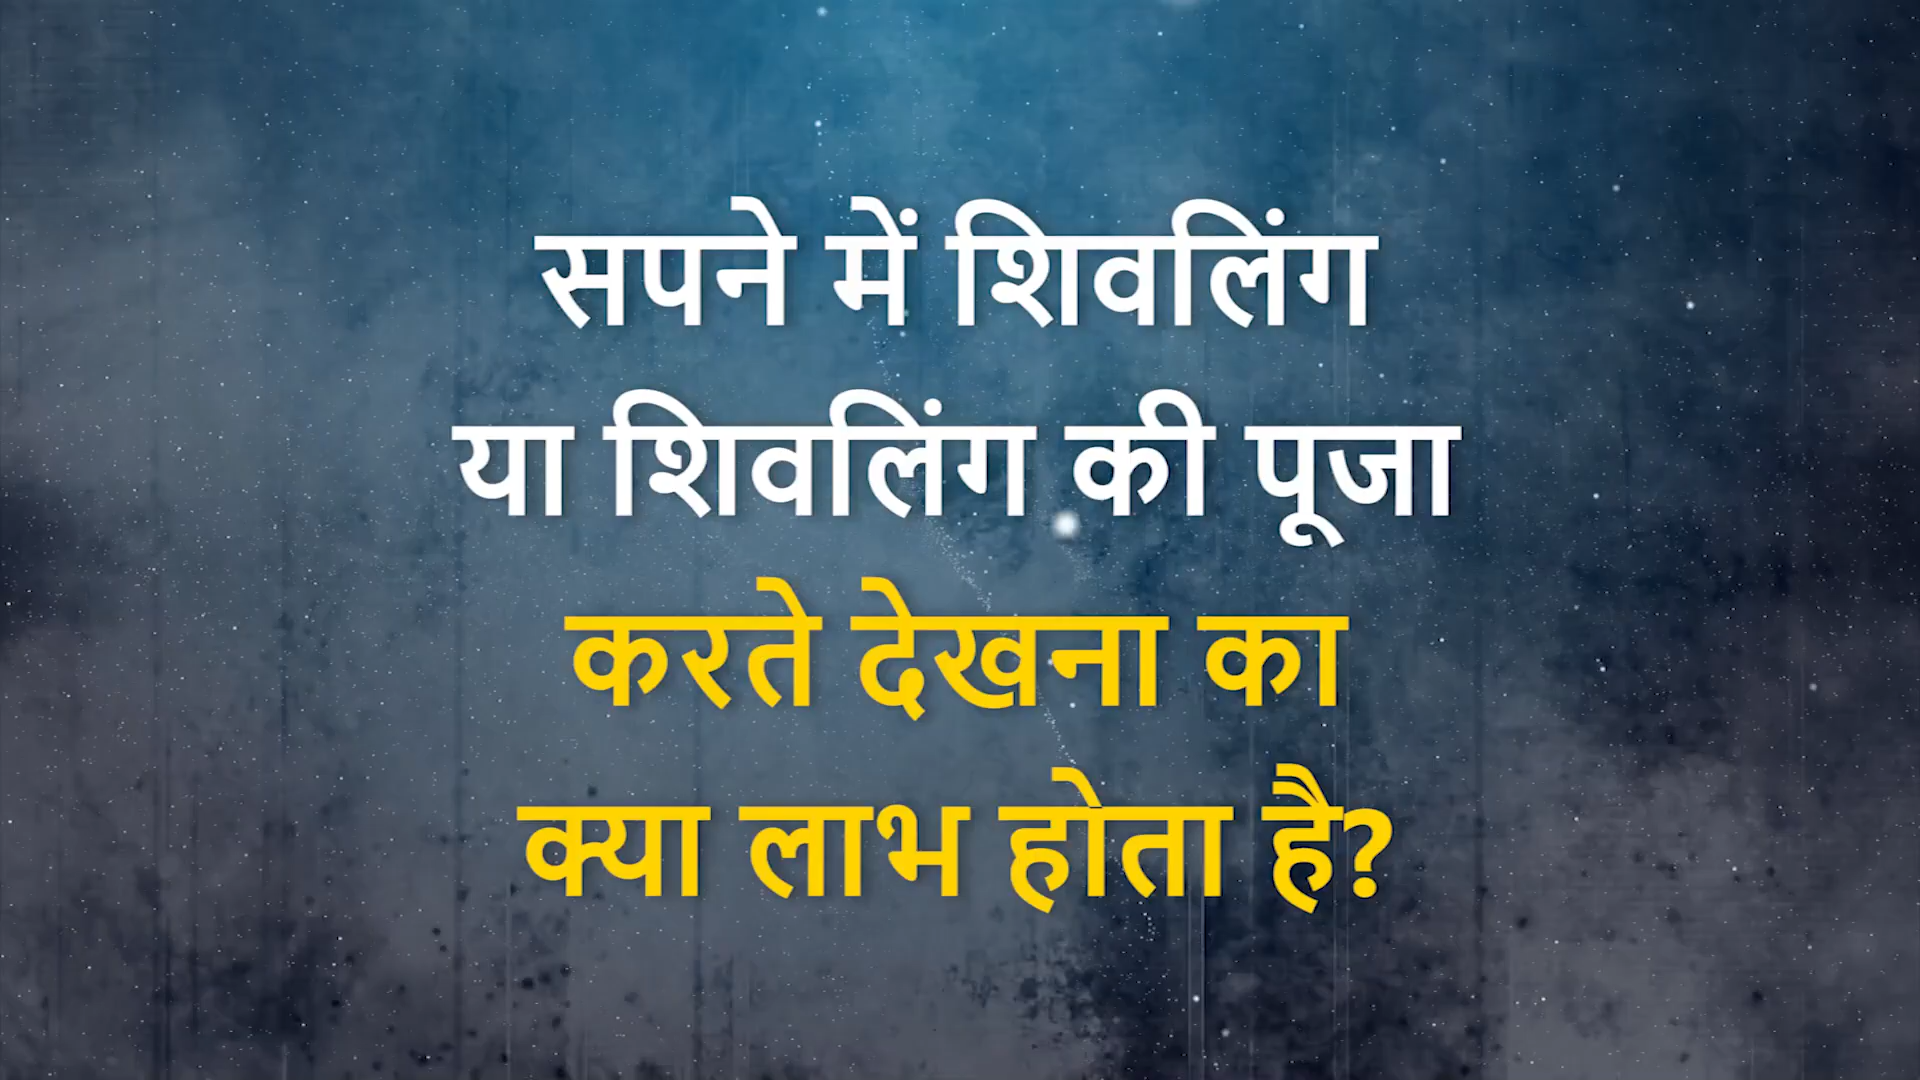 सपने में शिवलिंग
या शिवलिंग की पूजा
करते देखना का
क्या लाभ होता है?